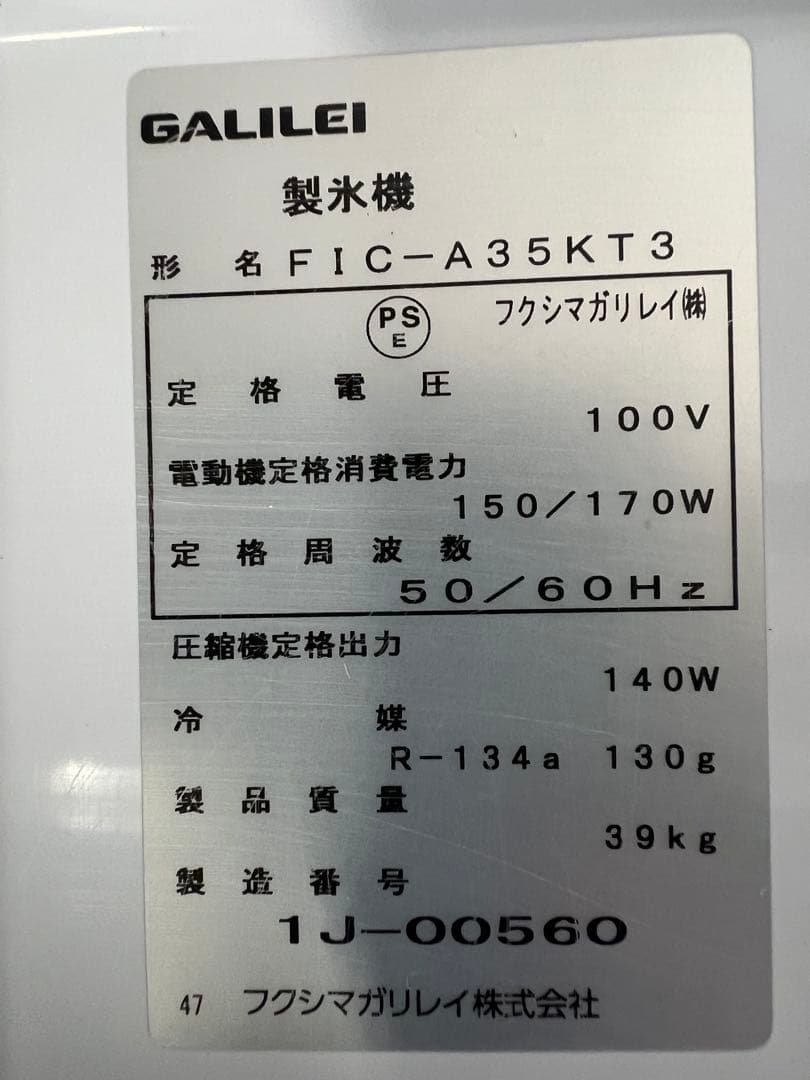 GALILEI
製氷機
形名 FIC-A35KT3
PS E フクシマガリレイ㈱
定格電圧
100V
電動機定格消費電力
150/170W
定格周波数
50/60Hz
圧縮機定格出力
140W
冷媒
R-134a 130g
製品質量
39kg
製造番号
1J-00560
47 フクシマガリレイ株式会社